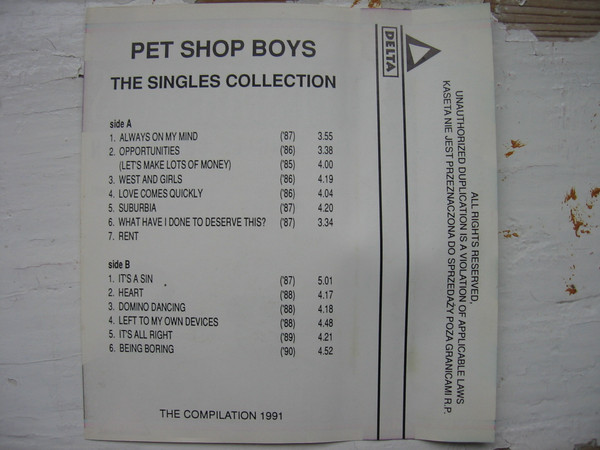 PET SHOP BOYS
THE SINGLES COLLECTION
side A
1. ALWAYS ON MY MIND ('87) 3.55
2. OPPORTUNITIES ('86) 3.38
(LET'S MAKE LOTS OF MONEY) ('85) 4.00
3. WEST AND GIRLS ('86) 4.19
4. LOVE COMES QUICKLY ('86) 4.04
5. SUBURBIA ('87) 4.20
6. WHAT HAVE I DONE TO DESERVE THIS? ('87) 3.34
7. RENT
side B
1. IT'S A SIN ('87) 5.01
2. HEART ('88) 4.17
3. DOMINO DANCING ('88) 4.18
4. LEFT TO MY OWN DEVICES ('88) 4.48
5. IT'S ALL RIGHT ('89) 4.21
6. BEING BORING ('90) 4.52
THE COMPILATION 1991
DELTA
ALL RIGHTS RESERVED,
UNAUTHORIZED DUPLICATION IS A VIOLATION OF APPLICABLE LAWS
KASETA NIE JEST PRZEZNACZONA DO SPRZEDAŻY POZA GRANICAMI R.P.